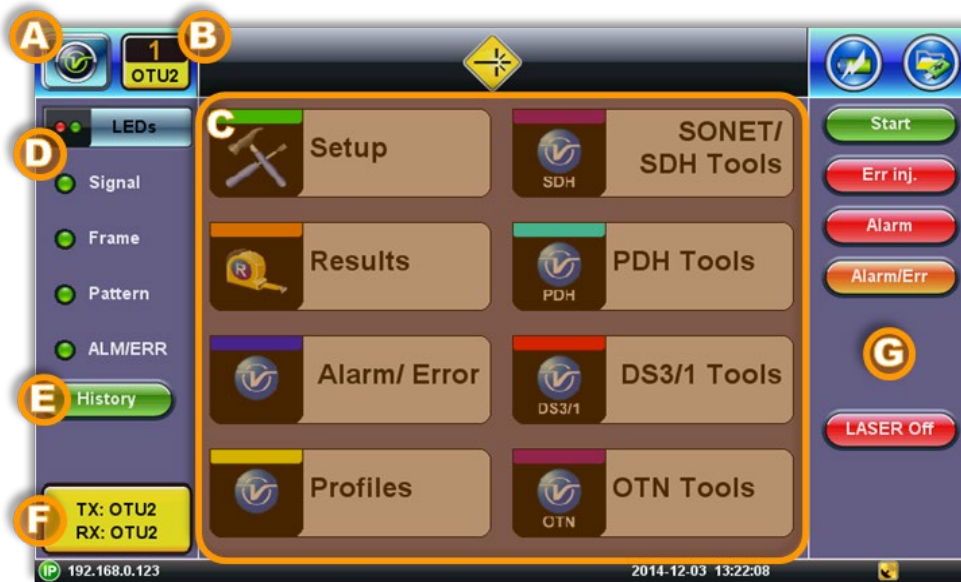 A
B
1
OTU2
LEDs
D
Signal
Frame
Pattern
ALM/ERR
E
History
F
TX: OTU2
RX: OTU2
C
Setup
SONET/
SDH Tools
SDH
Results
R
PDH Tools
PDH
Alarm/ Error
DS3/1 Tools
DS3/1
Profiles
OTN Tools
OTN
Start
Err inj.
Alarm
Alarm/Err
G
LASER Off
IP
192.168.0.123
2014-12-03 13:22:08